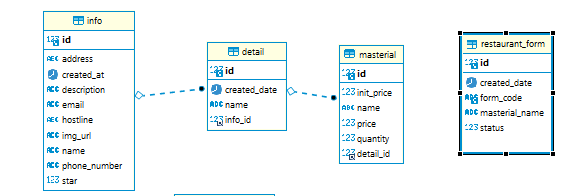 info
id
address
created_at
description
email
hostline
img_url
name
phone_number
star
detail
id
created_date
name
info_id
masterial
id
init_price
name
price
quantity
detail_id
restaurant_form
id
created_date
form_code
masterial_name
status